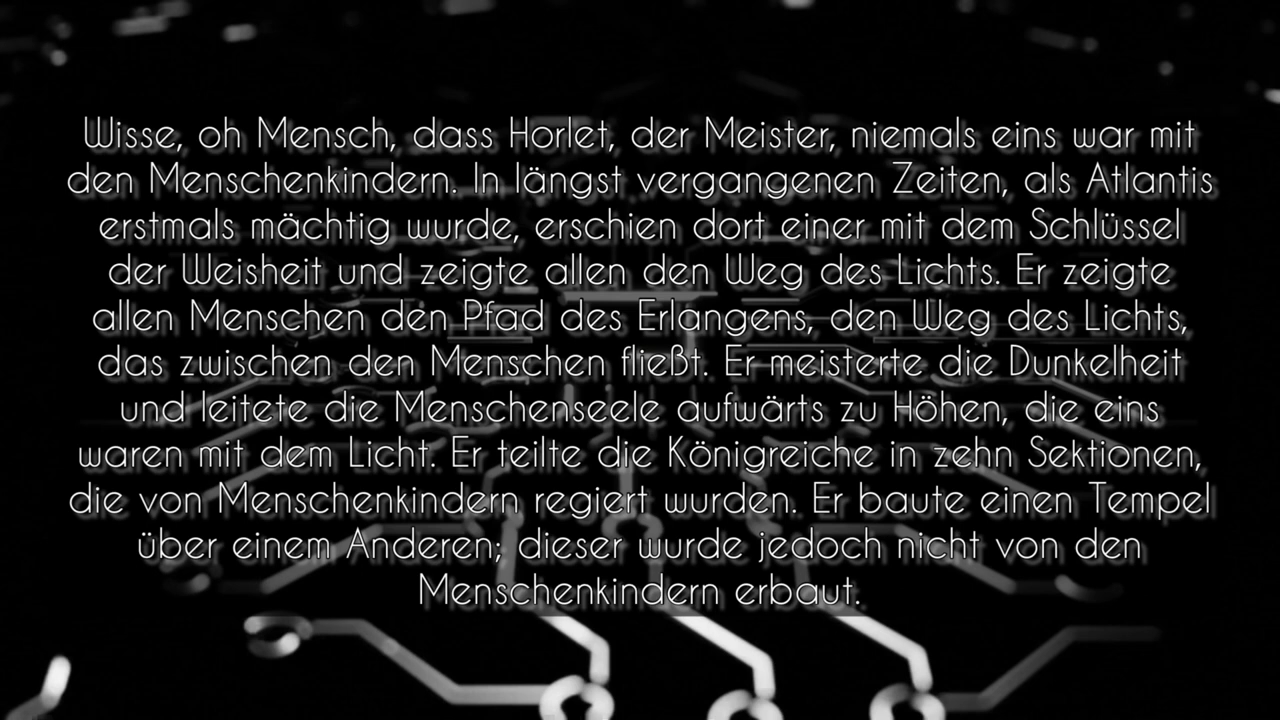 Wisse, oh Mensch, dass Horlet, der Meister, niemals eins war mit
den Menschenkindern. In längst vergangenen Zeiten, als Atlantis
erstmals mächtig wurde, erschien dort einer mit dem Schlüssel
der Weisheit und zeigte allen den Weg des Lichts. Er zeigte
allen Menschen den Pfad des Erlangens, den Weg des Lichts,
das zwischen den Menschen fließt. Er meisterte die Dunkelheit
und leitete die Menschenseele aufwärts zu Höhen, die eins
waren mit dem Licht. Er teilte die Königreiche in zehn Sektionen,
die von Menschenkindern regiert wurden. Er baute einen Tempel
über einem Anderen; dieser wurde jedoch nicht von den
Menschenkindern erbaut.